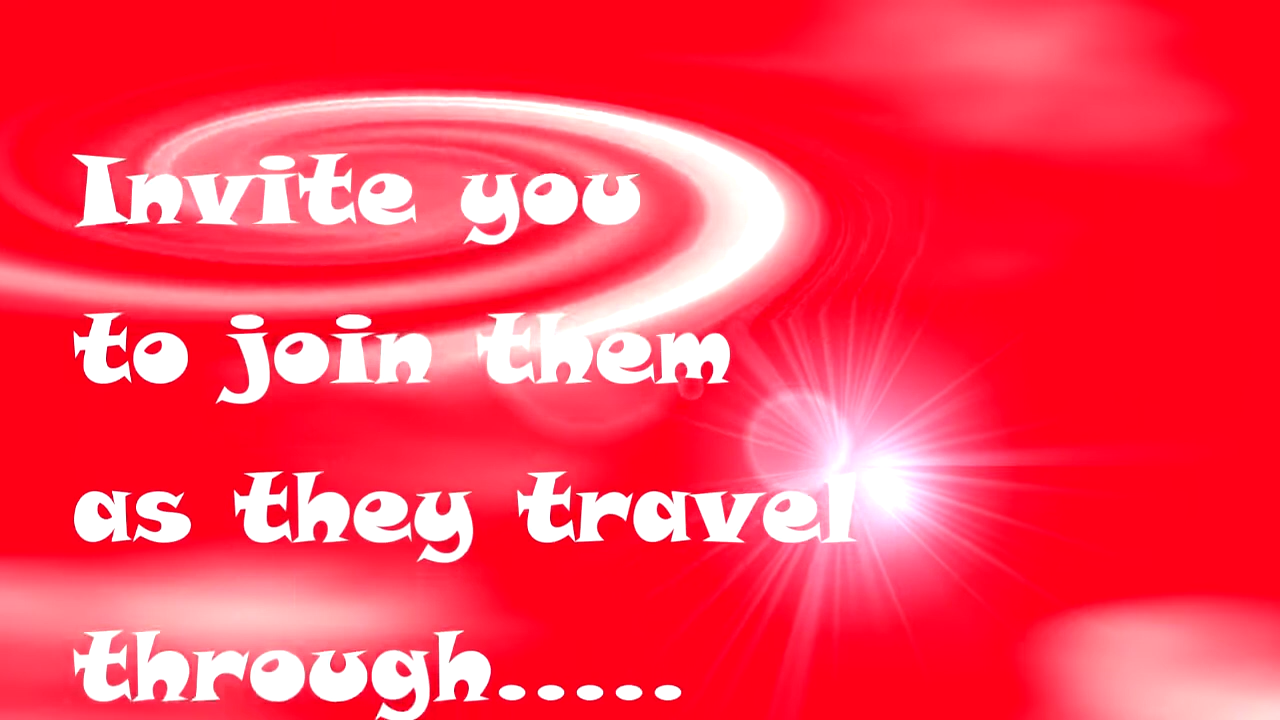 Invite you
to join them
as they travel
through.....